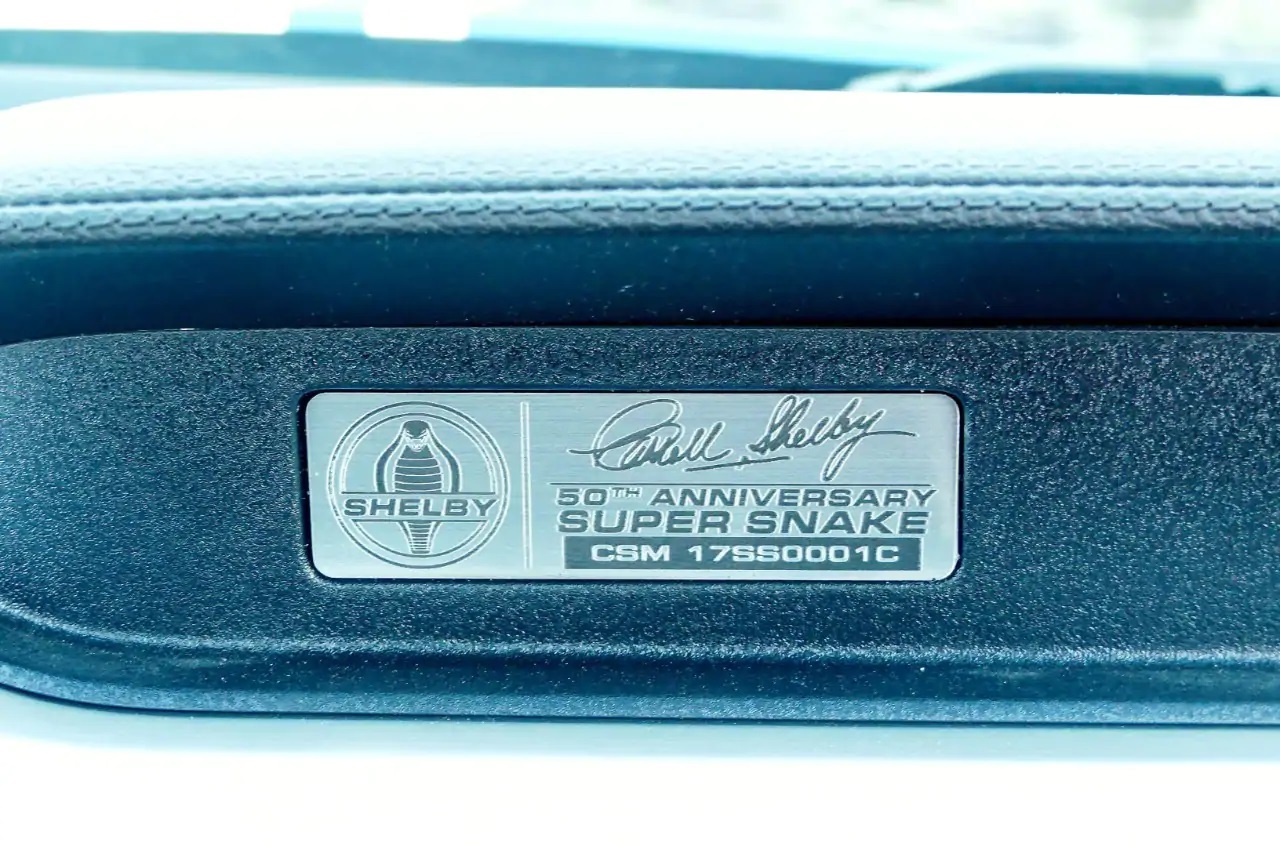 SHELBY
Carroll Shelby
50TH ANNIVERSARY
SUPER SNAKE
CSM 17SS0001C